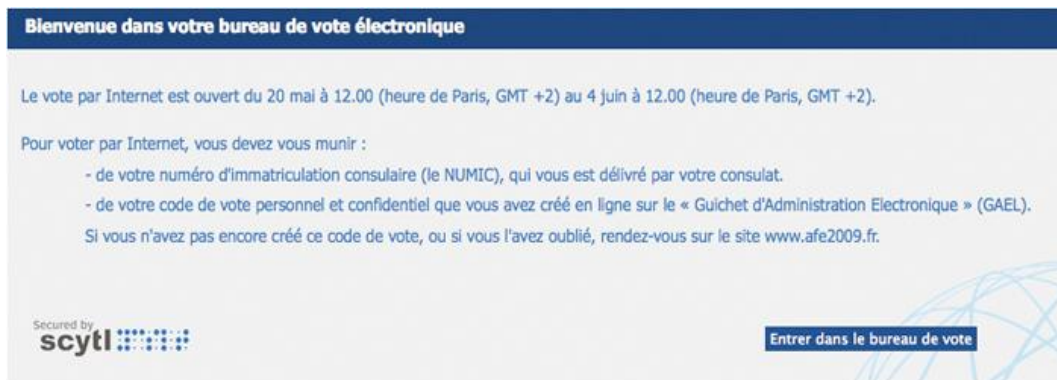 Bienvenue dans votre bureau de vote électronique
Le vote par Internet est ouvert du 20 mai à 12.00 (heure de Paris, GMT +2) au 4 juin à 12.00 (heure de Paris, GMT +2).
Pour voter par Internet, vous devez vous munir :
- de votre numéro d'immatriculation consulaire (le NUMIC), qui vous est délivré par votre consulat.
- de votre code de vote personnel et confidentiel que vous avez créé en ligne sur le « Guichet d'Administration Electronique » (GAEL).
Si vous n'avez pas encore créé ce code de vote, ou si vous l'avez oublié, rendez-vous sur le site www.afe2009.fr.
Secured by
scytl
Entrer dans le bureau de vote